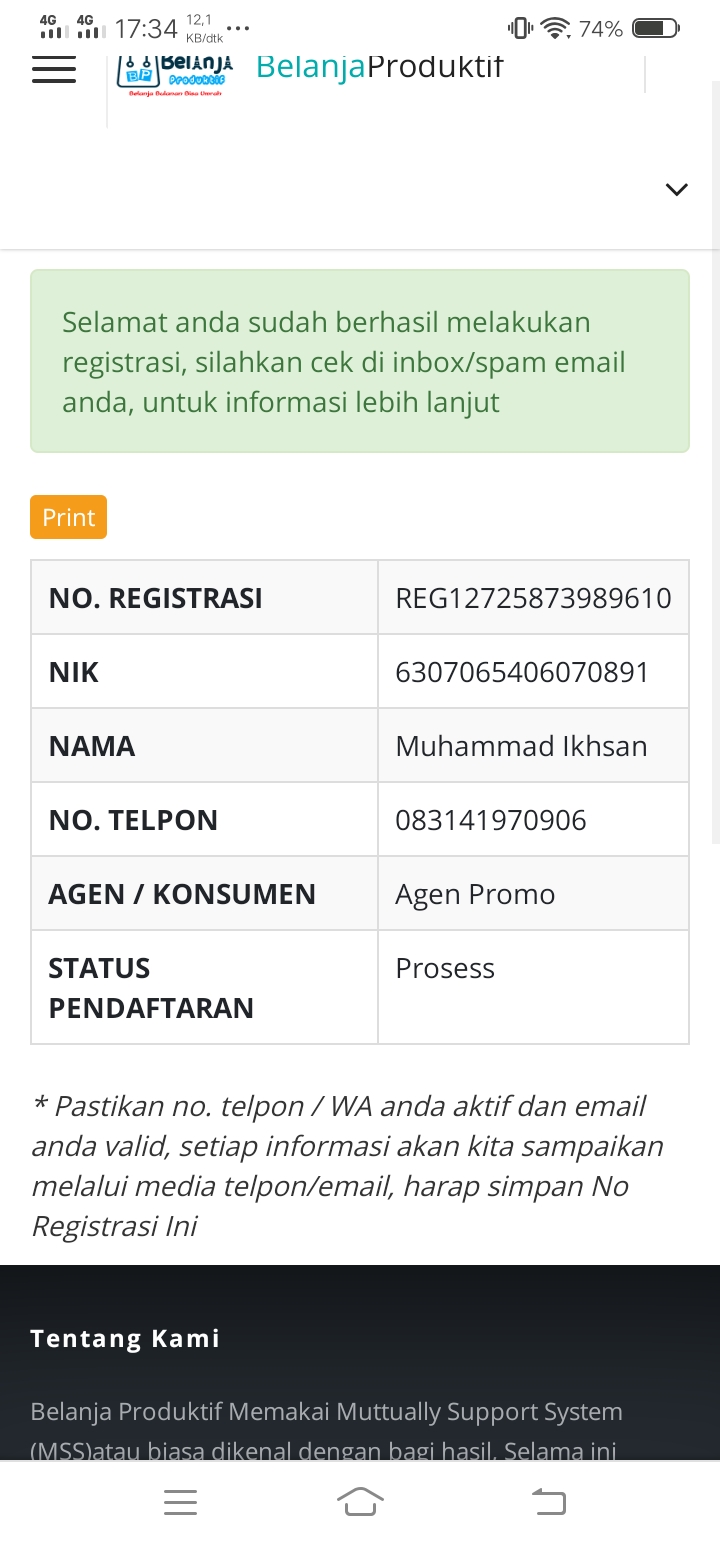 4G 4G 17:34 12,1 KB/dtk ... 74%
BelAnjA
BP Produktif
Belanja Bulanan Bisa Umrah
BelanjaProduktif
Selamat anda sudah berhasil melakukan
registrasi, silahkan cek di inbox/spam email
anda, untuk informasi lebih lanjut
Print
NO. REGISTRASI REG12725873989610
NIK 6307065406070891
NAMA Muhammad Ikhsan
NO. TELPON 083141970906
AGEN / KONSUMEN Agen Promo
STATUS Prosess
PENDAFTARAN
* Pastikan no. telpon / WA anda aktif dan email
anda valid, setiap informasi akan kita sampaikan
melalui media telpon/email, harap simpan No
Registrasi Ini
Tentang Kami
Belanja Produktif Memakai Muttually Support System
(MSS)atau biasa dikenal dengan bagi hasil. Selama ini